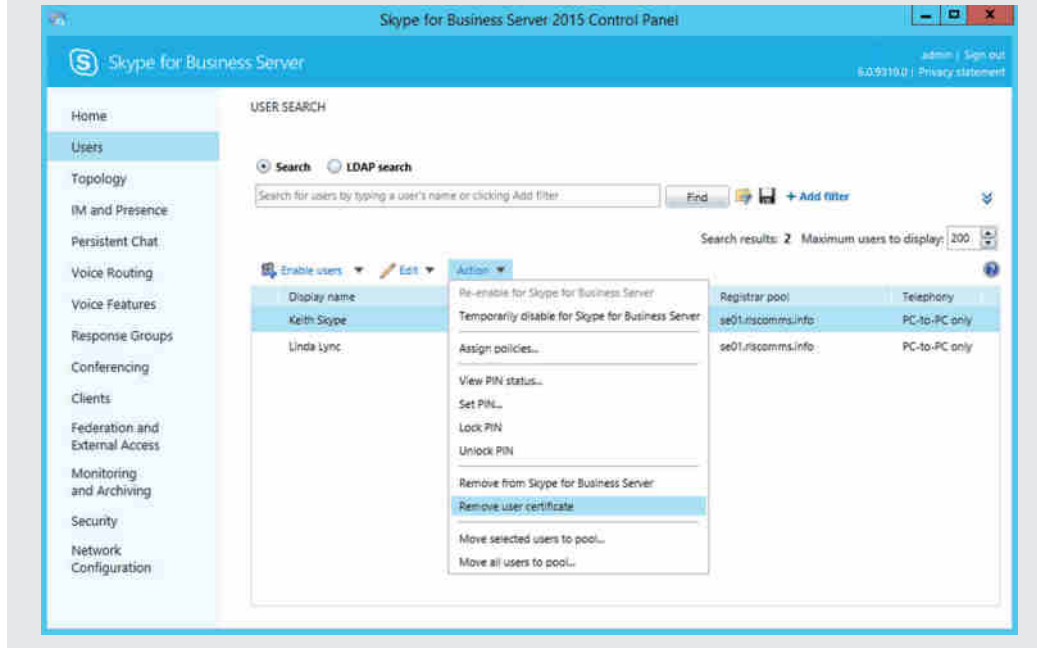 Skype for Business Server 2015 Control Panel
Skype for Business Server
admin | Sign out
6.0.9319.0 | Privacy statement
Home
Users
Topology
IM and Presence
Persistent Chat
Voice Routing
Voice Features
Response Groups
Conferencing
Clients
Federation and
External Access
Monitoring
and Archiving
Security
Network
Configuration
USER SEARCH
Search LDAP search
Search for users by typing a user's name or clicking Add filter Find + Add filter
Search results: 2 Maximum users to display: 200
Enable users Edit Action
Display name Registrar pool Telephony
Keith Skype se01.riscomms.info PC-to-PC only
Linda Lync se01.riscomms.info PC-to-PC only
Re-enable for Skype for Business Server
Temporarily disable for Skype for Business Server
Assign policies...
View PIN status...
Set PIN...
Lock PIN
Unlock PIN
Remove from Skype for Business Server
Remove user certificate
Move selected users to pool...
Move all users to pool...